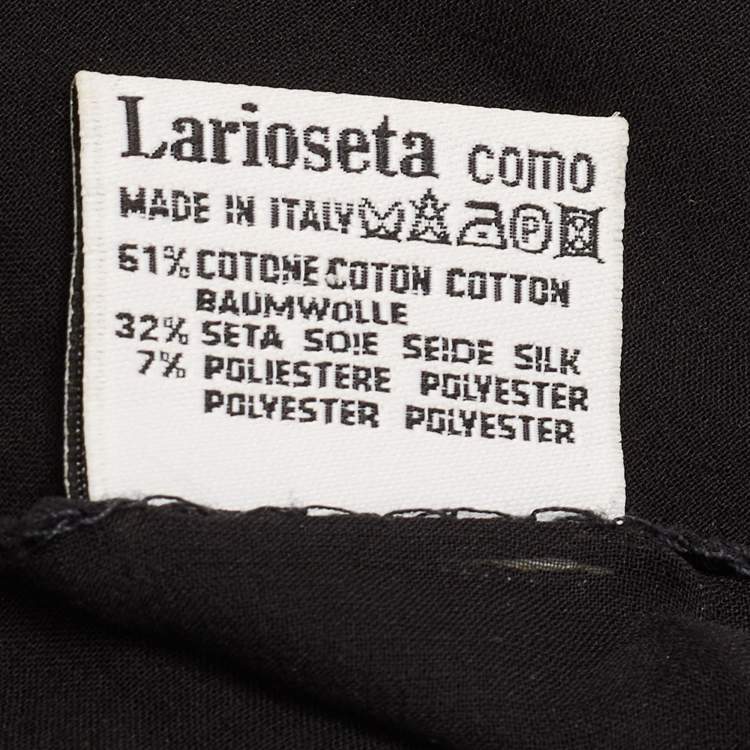 Larioseta como
MADE IN ITALY P
61% COTONE COTON COTTON
BAUMWOLLE
32% SETA SOIE SEIDE SILK
7% POLIESTERE POLYESTER
POLYESTER POLYESTER